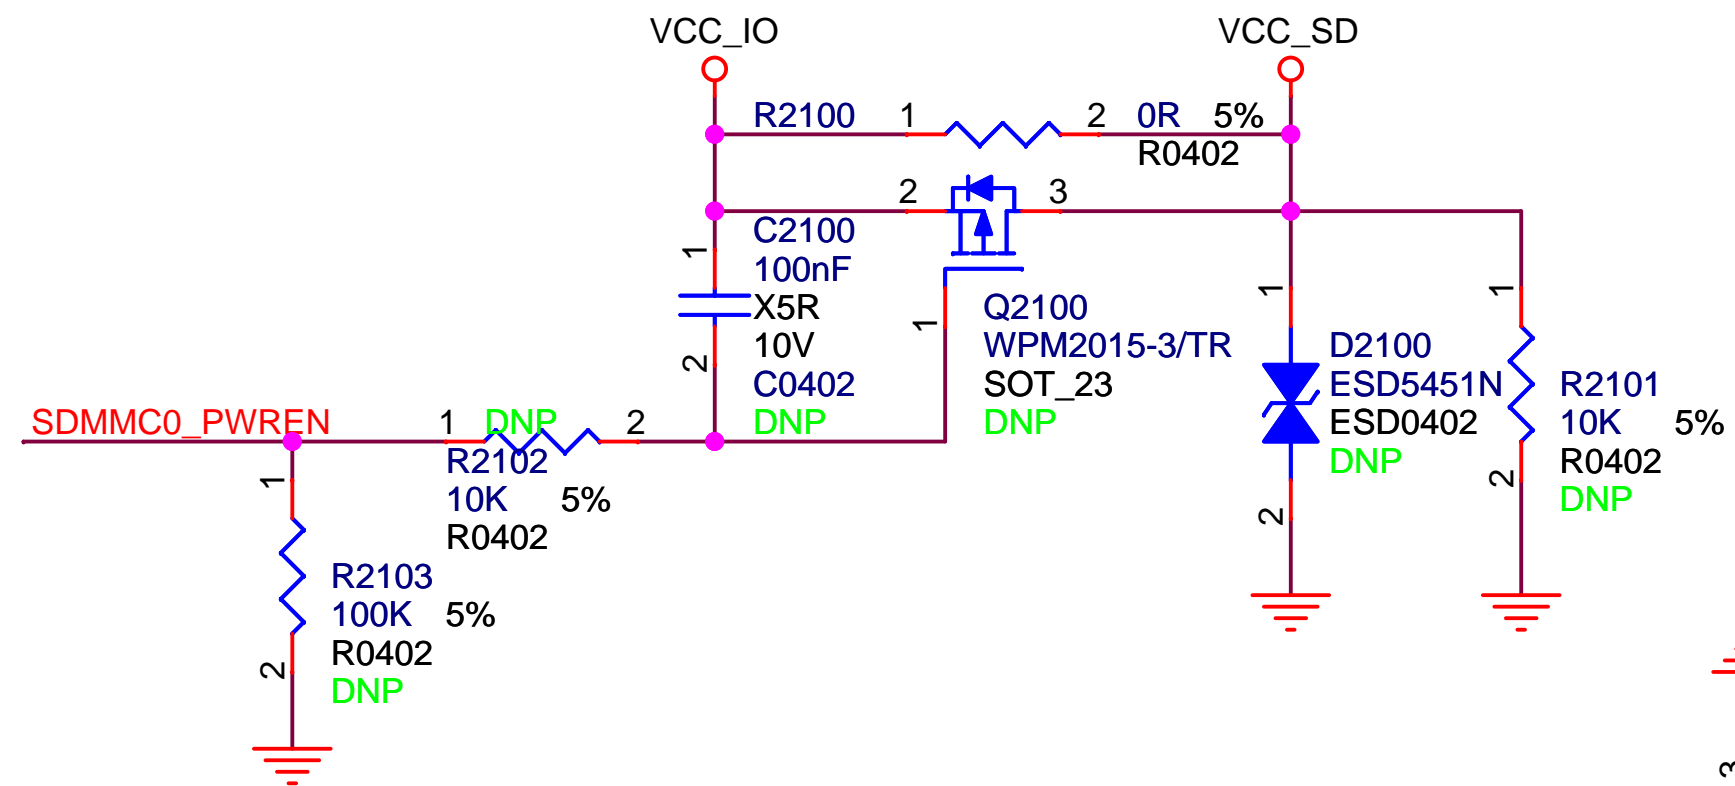 VCC_IO
VCC_SD
R2100 1 2 0R 5%
R0402
2 3
C2100
100nF
X5R
10V
C0402
DNP
1
2
Q2100
WPM2015-3/TR
SOT_23
DNP
1
1
D2100
ESD5451N
ESD0402
DNP
2
1
R2101
10K 5%
R0402
DNP
2
SDMMC0_PWREN
1 DNP 2
R2102
10K 5%
R0402
1
R2103
100K 5%
R0402
DNP
2
3